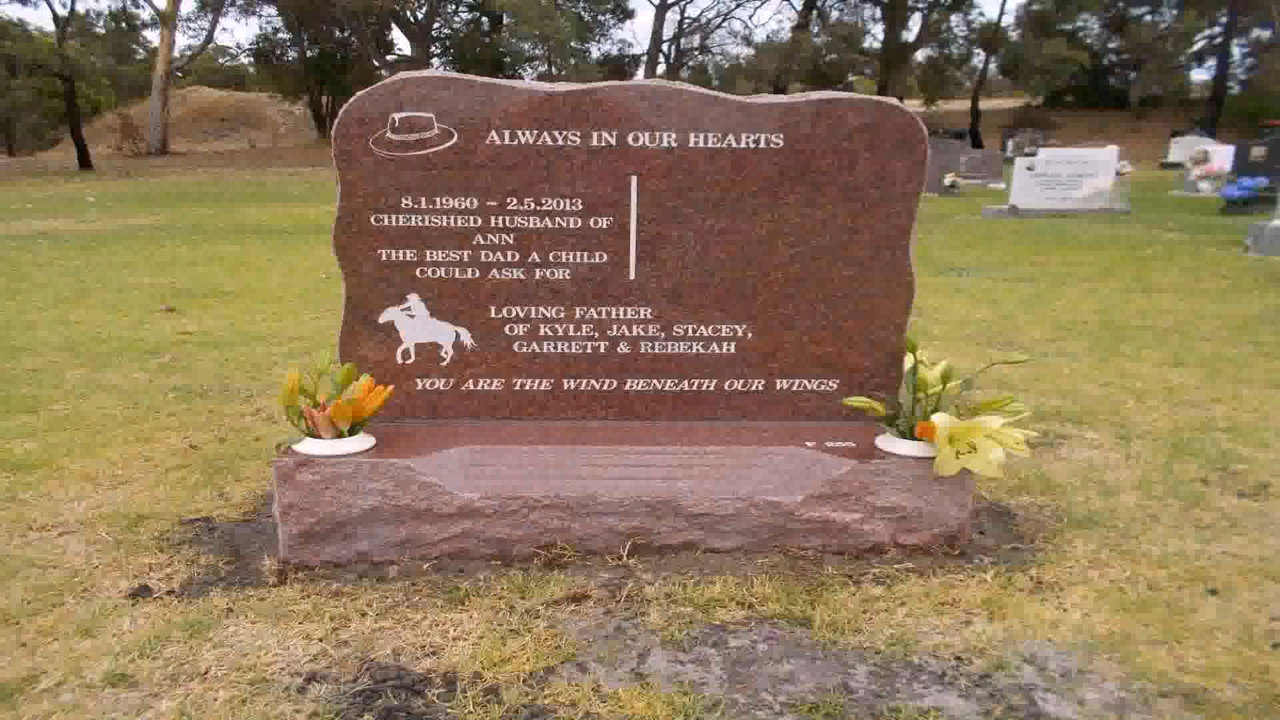 ALWAYS IN OUR HEARTS
8.1.1960 - 2.5.2013
CHERISHED HUSBAND OF
ANN
THE BEST DAD A CHILD
COULD ASK FOR
LOVING FATHER
OF KYLE, JAKE, STACEY,
GARRETT & REBEKAH
YOU ARE THE WIND BENEATH OUR WINGS